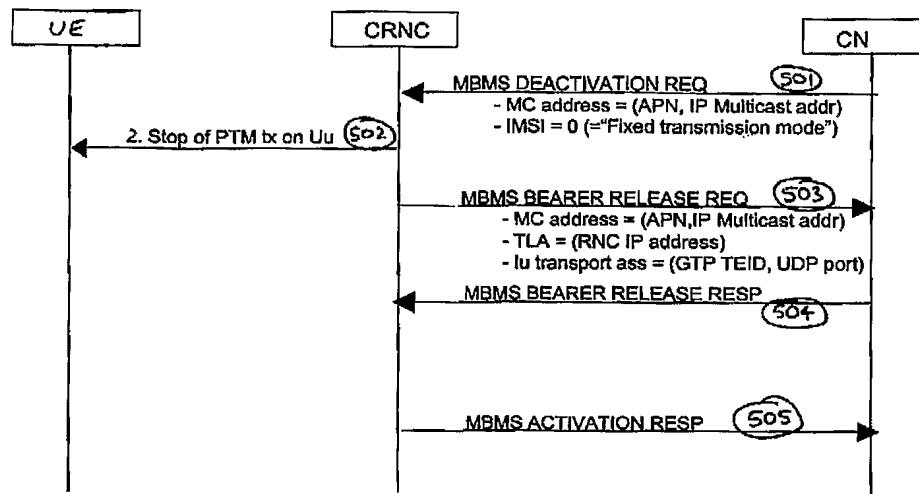 UE
CRNC
CN
MBMS DEACTIVATION REQ 501
- MC address = (APN, IP Multicast addr)
- IMSI = 0 (="Fixed transmission mode")
2. Stop of PTM tx on Uu 502
MBMS BEARER RELEASE REQ 503
- MC address = (APN,IP Multicast addr)
- TLA = (RNC IP address)
- Iu transport ass = (GTP TEID, UDP port)
MBMS BEARER RELEASE RESP
504
MBMS ACTIVATION RESP 505